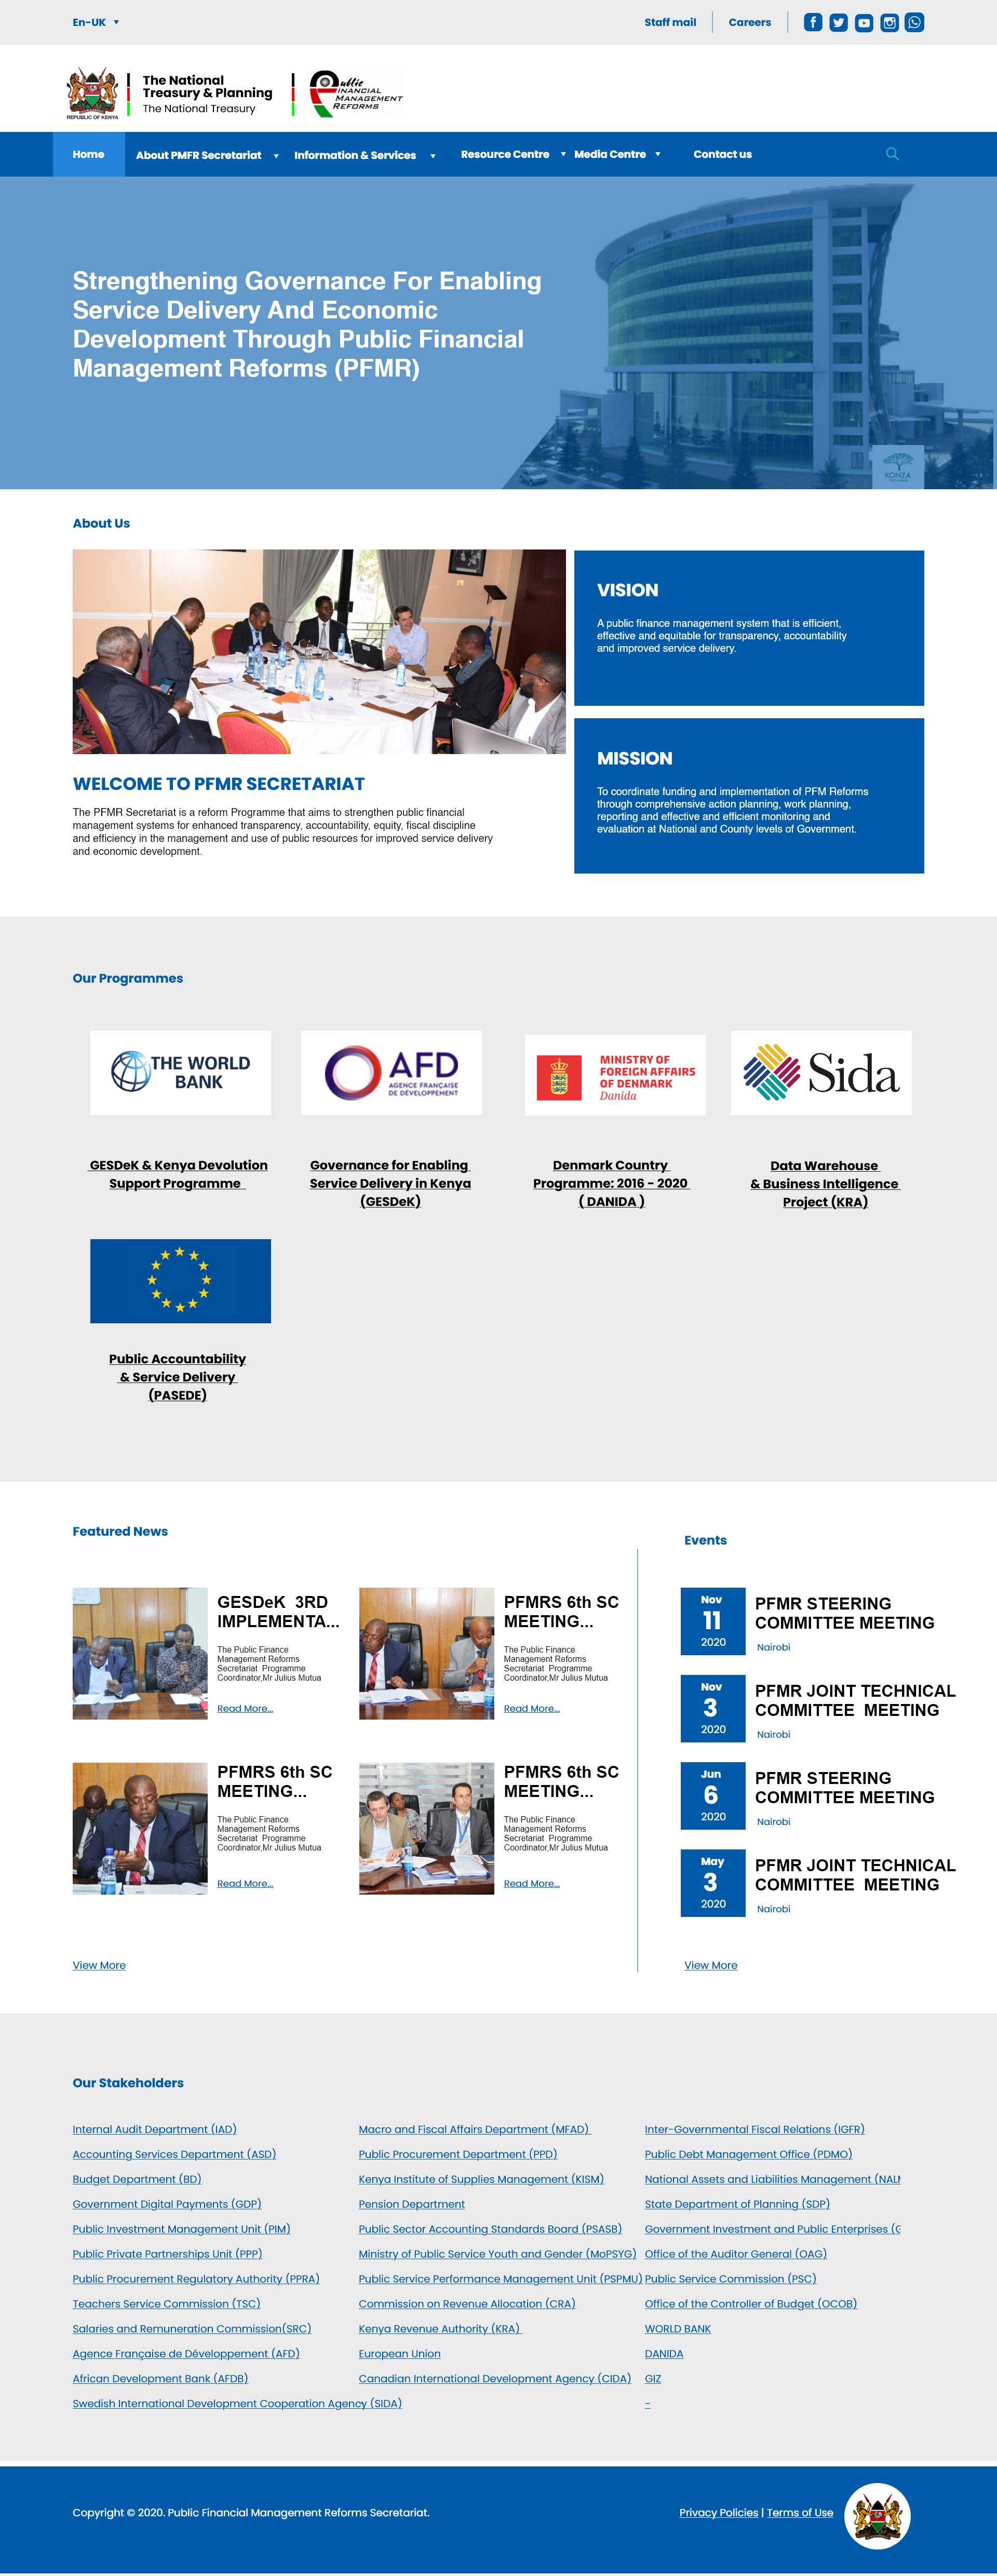 En-UK
Staff mail
Careers
REPUBLIC OF KENYA
The National
Treasury & Planning
The National Treasury
Public
FINANCIAL
MANAGEMENT
REFORMS
Home
About PMFR Secretariat
Information & Services
Resource Centre
Media Centre
Contact us
Strengthening Governance For Enabling
Service Delivery And Economic
Development Through Public Financial
Management Reforms (PFMR)
KONZA
About Us
VISION
A public finance management system that is efficient,
effective and equitable for transparency, accountability
and improved service delivery.
MISSION
To coordinate funding and implementation of PFM Reforms
through comprehensive action planning, work planning,
reporting and effective and efficient monitoring and
evaluation at National and County levels of Government.
WELCOME TO PFMR SECRETARIAT
The PFMR Secretariat is a reform Programme that aims to strengthen public financial
management systems for enhanced transparency, accountability, equity, fiscal discipline
and efficiency in the management and use of public resources for improved service delivery
and economic development.
Our Programmes
THE WORLD
BANK
AFD
AGENCE FRANÇAISE
DE DÉVELOPPEMENT
MINISTRY OF
FOREIGN AFFAIRS
OF DENMARK
Danida
Sida
GESDeK & Kenya Devolution
Support Programme
Governance for Enabling
Service Delivery in Kenya
(GESDeK)
Denmark Country
Programme: 2016 - 2020
( DANIDA )
Data Warehouse
& Business Intelligence
Project (KRA)
Public Accountability
& Service Delivery
(PASEDE)
Featured News
GESDeK  3RD
IMPLEMENTA...
The Public Finance
Management Reforms
Secretariat  Programme
Coordinator,Mr Julius Mutua
Read More...
PFMRS 6th SC
MEETING...
The Public Finance
Management Reforms
Secretariat  Programme
Coordinator,Mr Julius Mutua
Read More...
PFMRS 6th SC
MEETING...
The Public Finance
Management Reforms
Secretariat  Programme
Coordinator,Mr Julius Mutua
Read More...
PFMRS 6th SC
MEETING...
The Public Finance
Management Reforms
Secretariat  Programme
Coordinator,Mr Julius Mutua
Read More...
View More
Events
Nov
11
2020
PFMR STEERING
COMMITTEE MEETING
Nairobi
Nov
3
2020
PFMR JOINT TECHNICAL
COMMITTEE  MEETING
Nairobi
Jun
6
2020
PFMR STEERING
COMMITTEE MEETING
Nairobi
May
3
2020
PFMR JOINT TECHNICAL
COMMITTEE  MEETING
Nairobi
View More
Our Stakeholders
Internal Audit Department (IAD)
Macro and Fiscal Affairs Department (MFAD)
Inter-Governmental Fiscal Relations (IGFR)
Accounting Services Department (ASD)
Public Procurement Department (PPD)
Public Debt Management Office (PDMO)
Budget Department (BD)
Kenya Institute of Supplies Management (KISM)
National Assets and Liabilities Management (NALM
Government Digital Payments (GDP)
Pension Department
State Department of Planning (SDP)
Public Investment Management Unit (PIM)
Public Sector Accounting Standards Board (PSASB)
Government Investment and Public Enterprises (G
Public Private Partnerships Unit (PPP)
Ministry of Public Service Youth and Gender (MoPSYG)
Office of the Auditor General (OAG)
Public Procurement Regulatory Authority (PPRA)
Public Service Performance Management Unit (PSPMU)
Public Service Commission (PSC)
Teachers Service Commission (TSC)
Commission on Revenue Allocation (CRA)
Office of the Controller of Budget (OCOB)
Salaries and Remuneration Commission(SRC)
Kenya Revenue Authority (KRA)
WORLD BANK
Agence Française de Développement (AFD)
European Union
DANIDA
African Development Bank (AFDB)
Canadian International Development Agency (CIDA)
GIZ
Swedish International Development Cooperation Agency (SIDA)
-
Copyright © 2020. Public Financial Management Reforms Secretariat.
Privacy Policies | Terms of Use